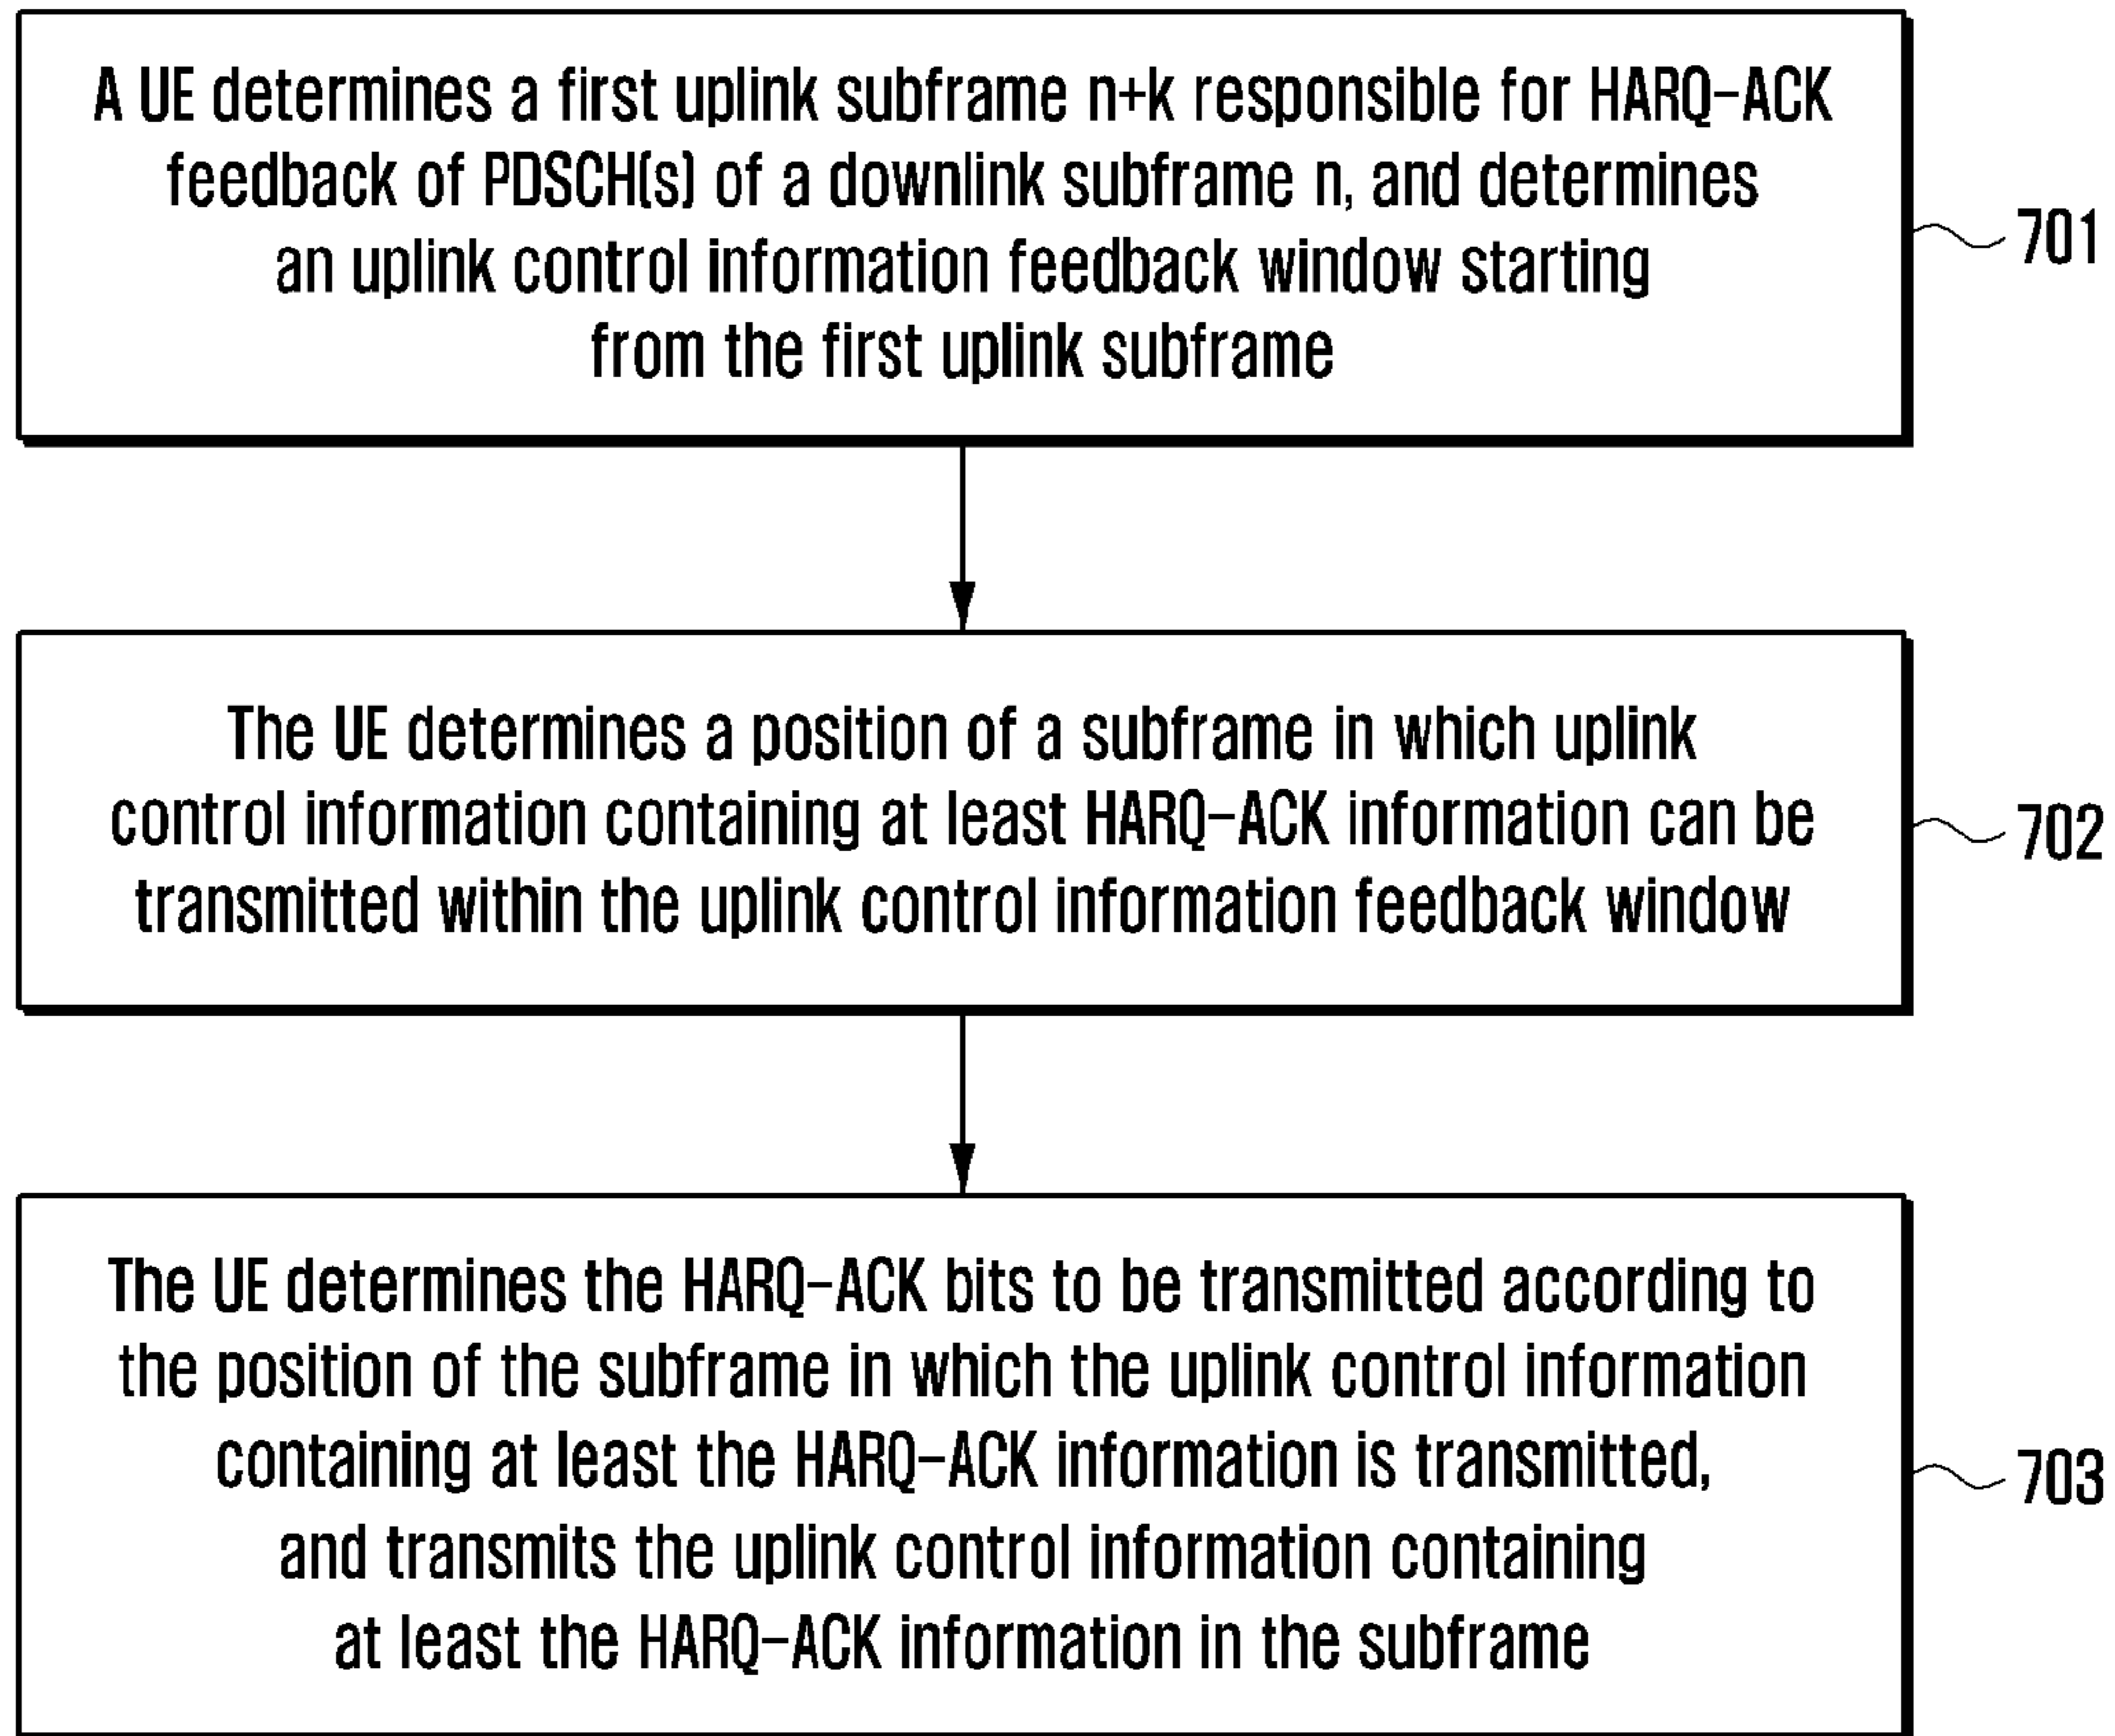 A UE determines a first uplink subframe n+k responsible for HARQ-ACK
feedback of PDSCH(s) of a downlink subframe n, and determines
an uplink control information feedback window starting
from the first uplink subframe
701
The UE determines a position of a subframe in which uplink
control information containing at least HARQ-ACK information can be
transmitted within the uplink control information feedback window
702
The UE determines the HARQ-ACK bits to be transmitted according to
the position of the subframe in which the uplink control information
containing at least the HARQ-ACK information is transmitted,
and transmits the uplink control information containing
at least the HARQ-ACK information in the subframe
703